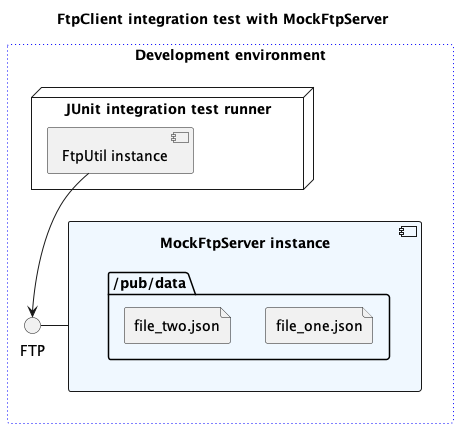 FtpClient integration test with MockFtpServer
Development environment
JUnit integration test runner
FtpUtil instance
MockFtpServer instance
/pub/data
file_two.json
file_one.json
FTP